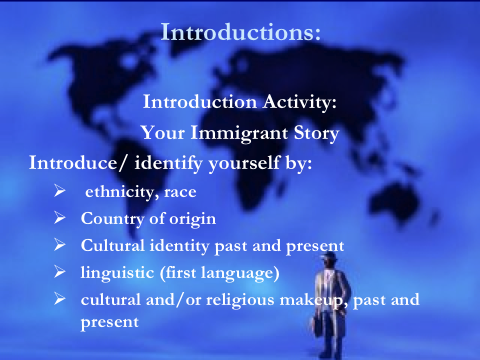 Introductions:
Introduction Activity:
Your Immigrant Story
Introduce/ identify yourself by:
➢ ethnicity, race
➢ Country of origin
➢ Cultural identity past and present
➢ linguistic (first language)
➢ cultural and/or religious makeup, past and
present